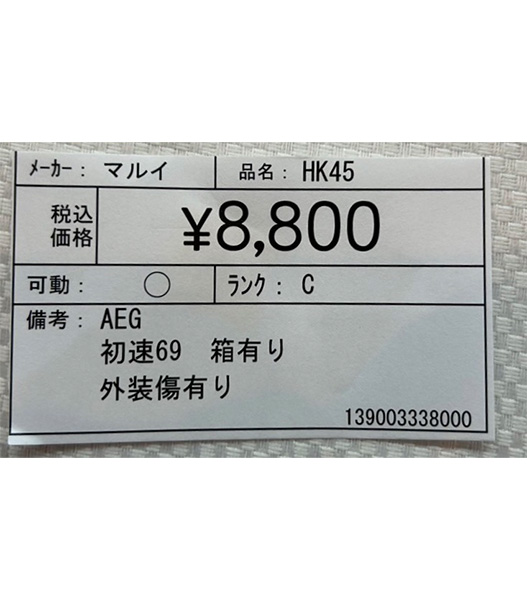 ﾒｰｶｰ： マルイ 品名： HK45
税込
価格 ¥8,800
可動： ○ ﾗﾝｸ： C
備考： AEG
初速69　箱有り
外装傷有り
139003338000